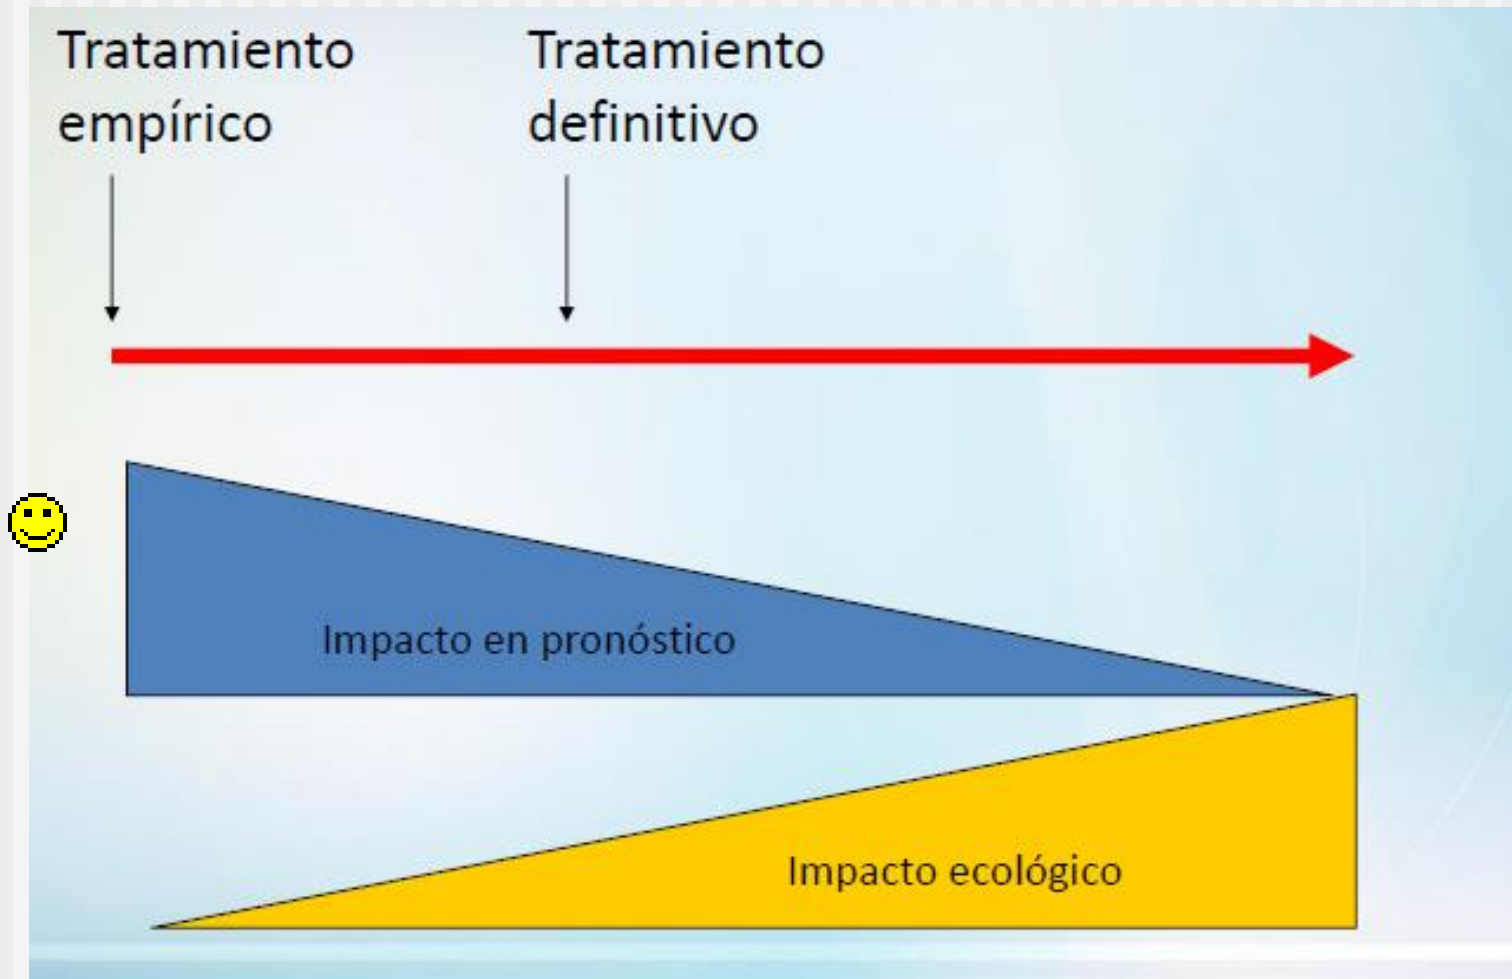 Tratamiento
empírico
Tratamiento
definitivo
Impacto en pronóstico
Impacto ecológico